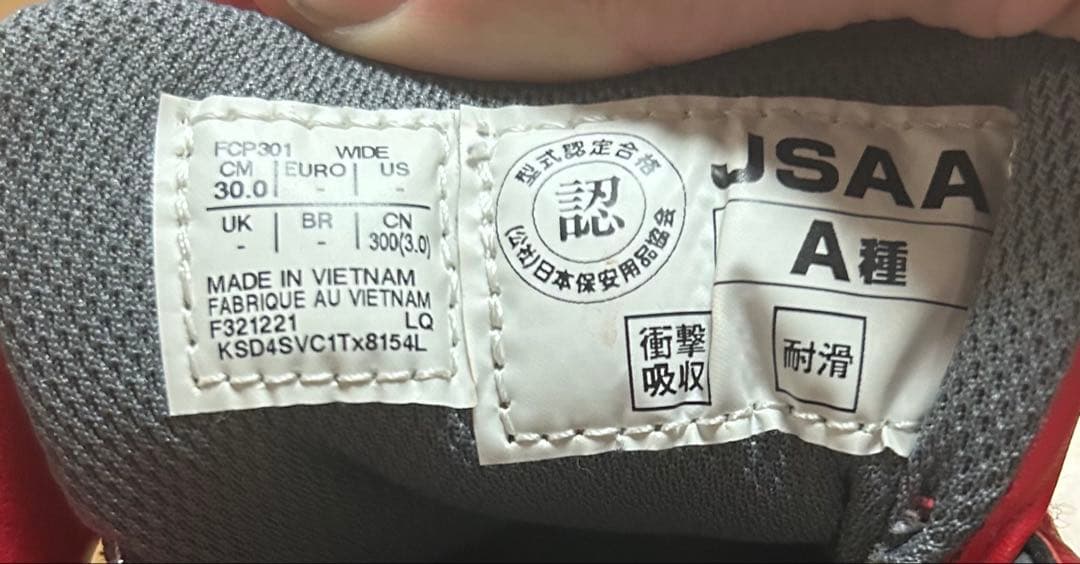 FCP301 WIDE
CM EURO US
30.0 - -
UK BR CN
- - 300(3.0)
MADE IN VIETNAM
FABRIQUE AU VIETNAM
F321221 LQ
KSD4SVC1Tx8154L
型式認定合格
認
(公社)日本保安用品協会
JSAA
A種
衝撃
吸収
耐滑